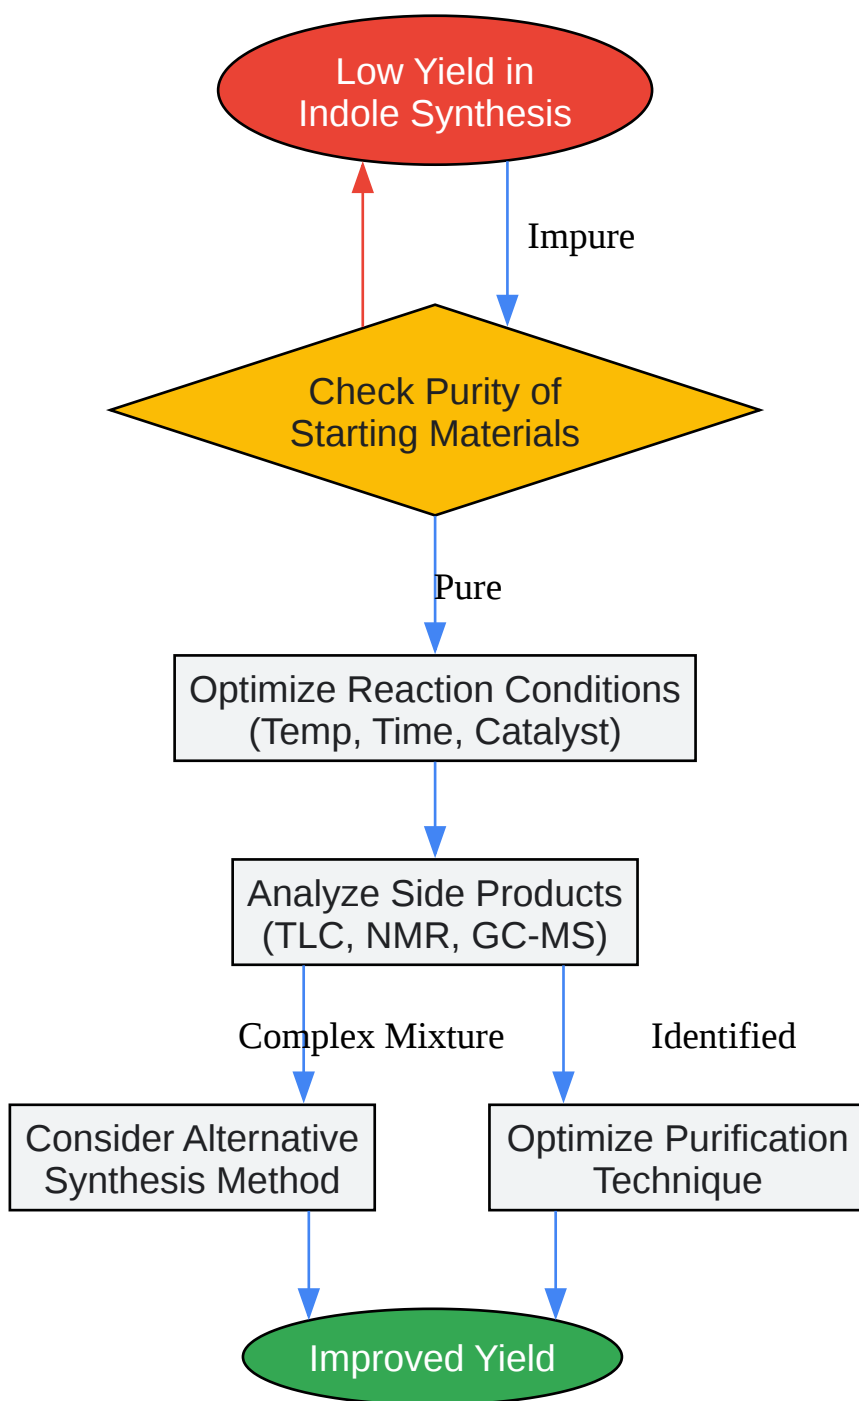 Low Yield in
Indole Synthesis
Impure
Check Purity of
Starting Materials
Pure
Optimize Reaction Conditions
(Temp, Time, Catalyst)
Analyze Side Products
(TLC, NMR, GC-MS)
Complex Mixture
Identified
Consider Alternative
Synthesis Method
Optimize Purification
Technique
Improved Yield